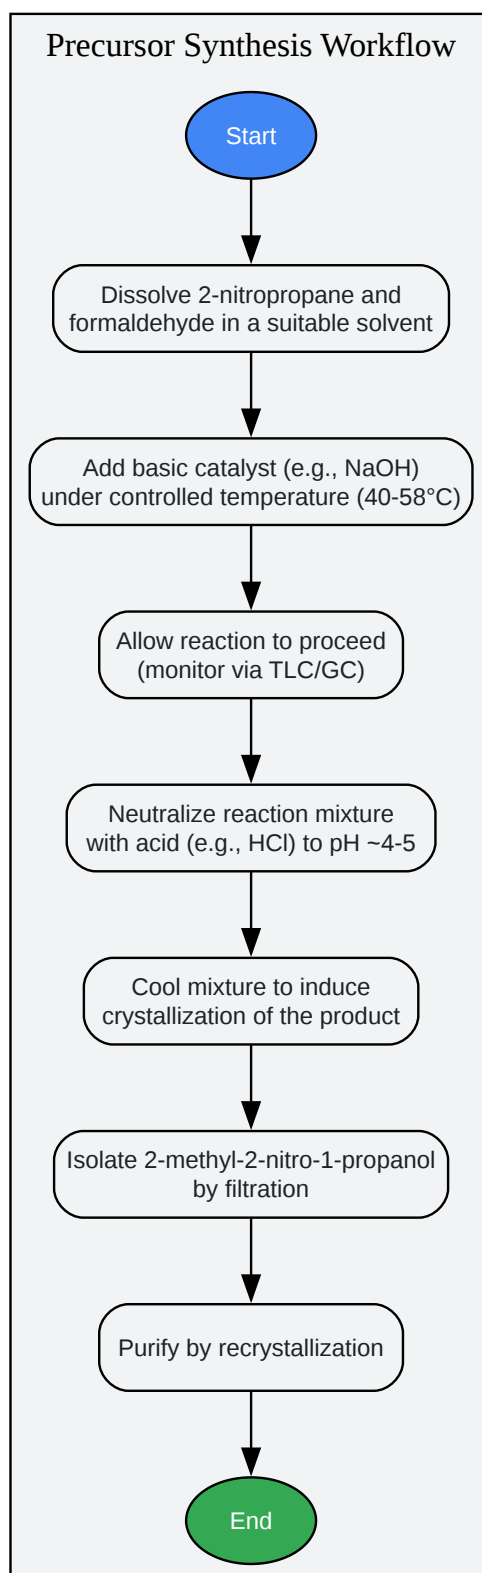 Precursor Synthesis Workflow
Start
Dissolve 2-nitropropane and
formaldehyde in a suitable solvent
Add basic catalyst (e.g., NaOH)
under controlled temperature (40-58°C)
Allow reaction to proceed
(monitor via TLC/GC)
Neutralize reaction mixture
with acid (e.g., HCl) to pH ~4-5
Cool mixture to induce
crystallization of the product
Isolate 2-methyl-2-nitro-1-propanol
by filtration
Purify by recrystallization
End